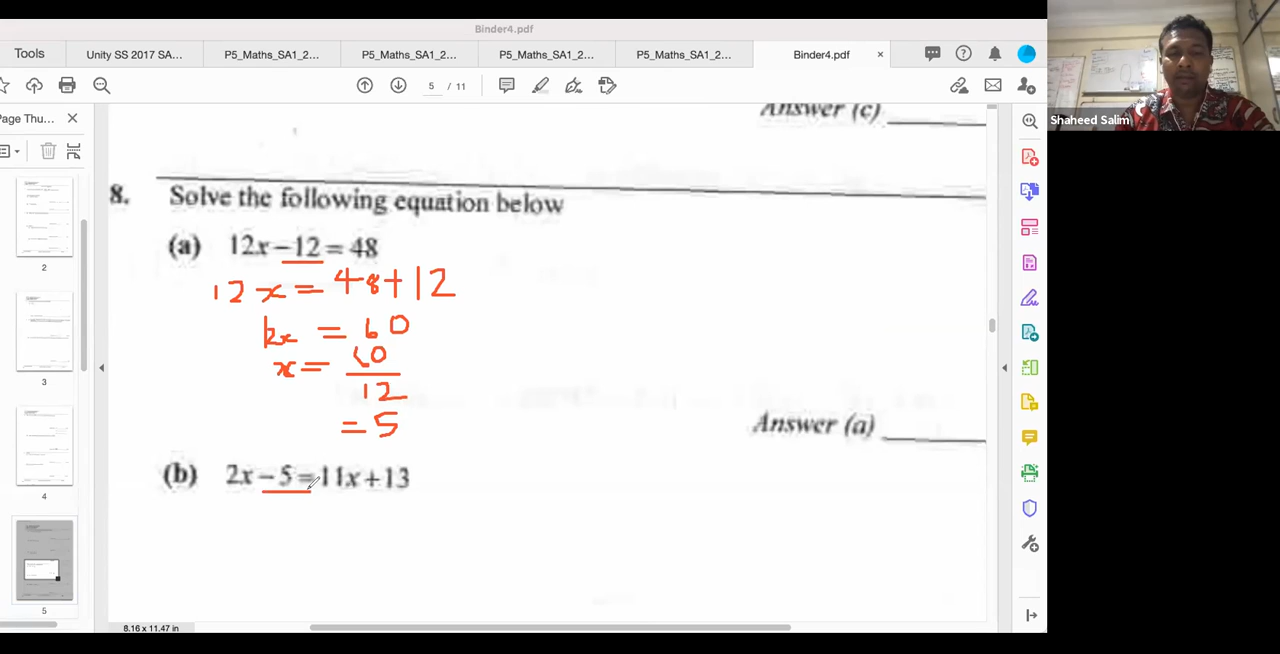 Binder4.pdf
Tools
Unity SS 2017 SA...
P5_Maths_SA1_2...
P5_Maths_SA1_2...
P5_Maths_SA1_2...
P5_Maths_SA1_2...
Binder4.pdf ×
5 / 11
Page Thu...
Shaheed Salim
Answer (c)
8. Solve the following equation below
(a) 12x – 12 = 48
12x = 48 + 12
12x = 60
x = 60
12
= 5
Answer (a)
(b) 2x – 5 = 11x + 13
2
3
4
5
8.16 x 11.47 in